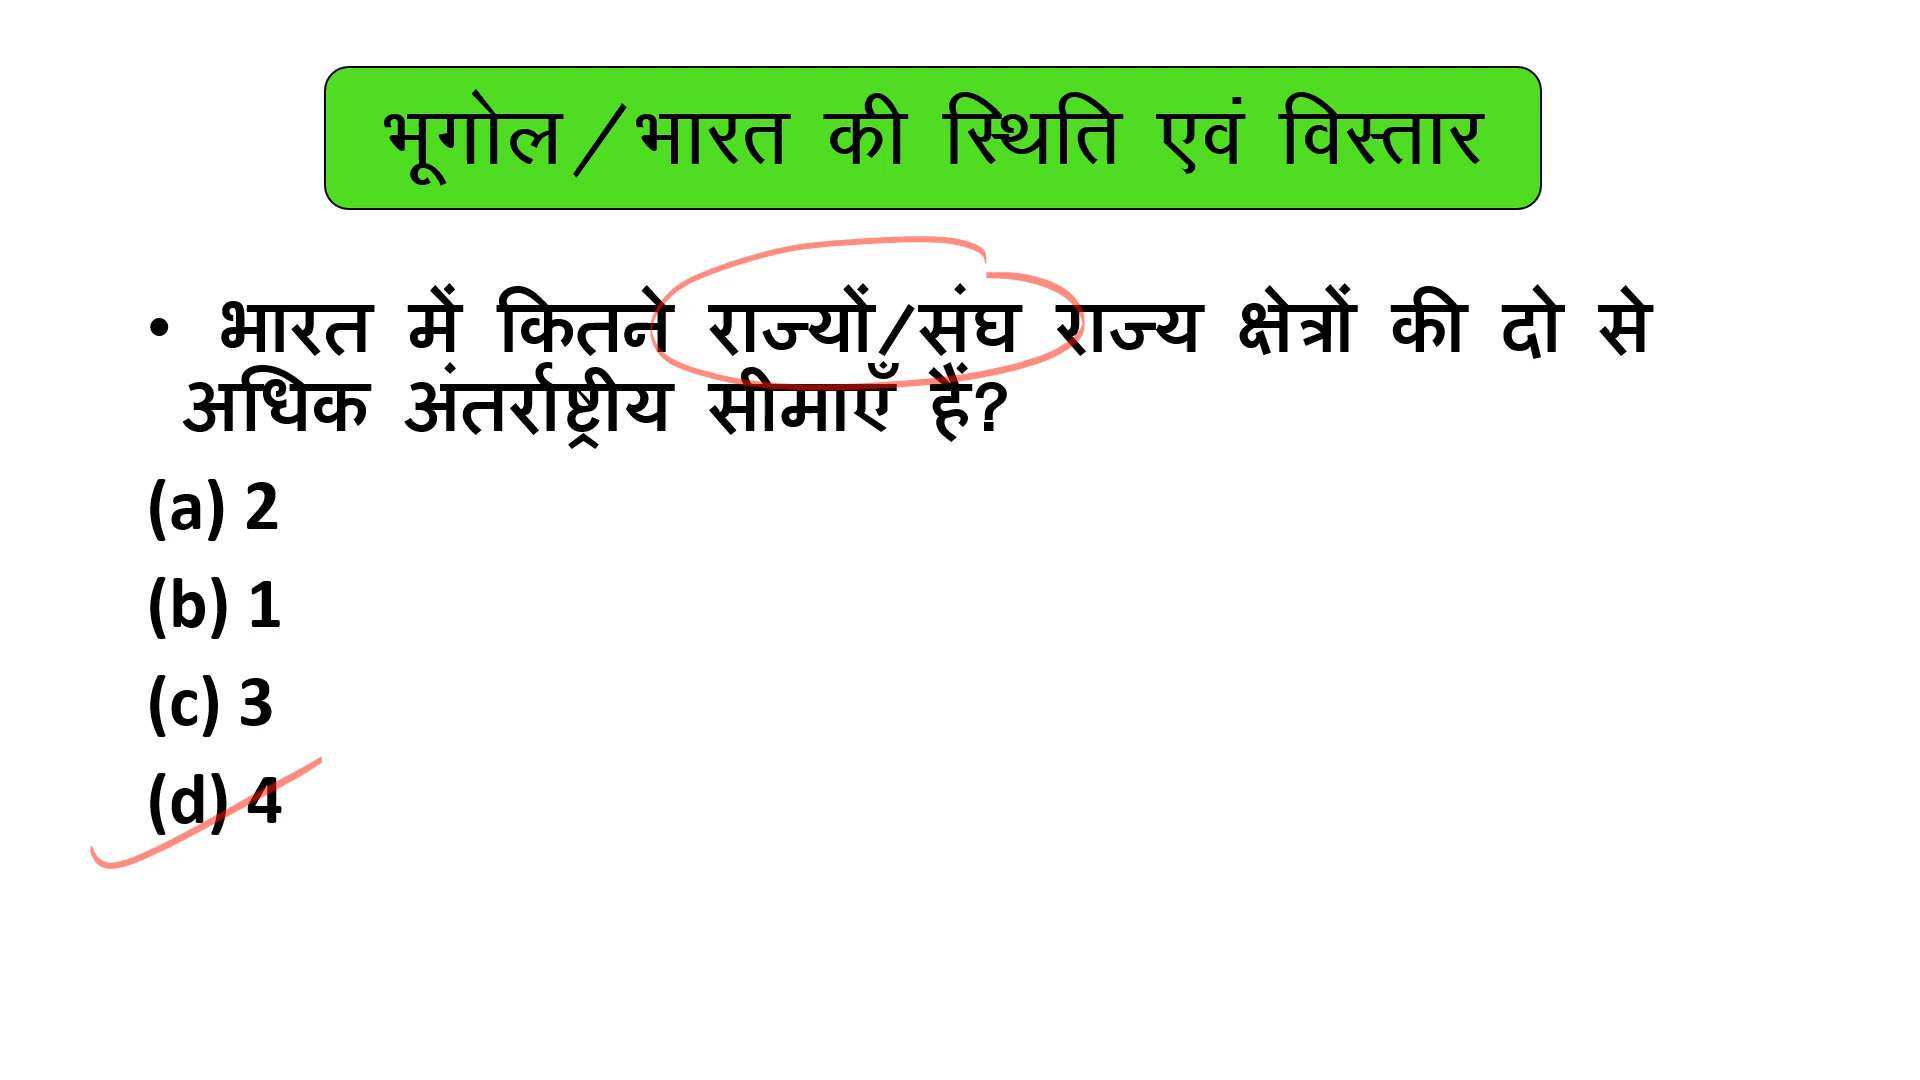 भूगोल/भारत की स्थिति एवं विस्तार
• भारत में कितने राज्यों/संघ राज्य क्षेत्रों की दो से
अधिक अंतर्राष्ट्रीय सीमाएँ हैं?
(a) 2
(b) 1
(c) 3
(d) 4